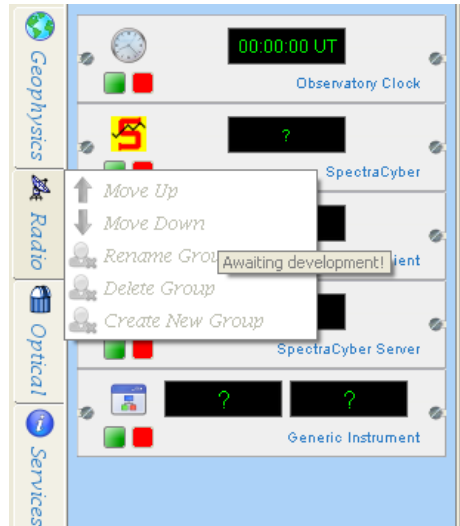 Geophysics
Radio
Optical
Services
00:00:00 UT
Observatory Clock
?
SpectraCyber
Move Up
Move Down
Rename Grou
Awaiting development!
ient
Delete Group
Create New Group
SpectraCyber Server
? ?
Generic Instrument